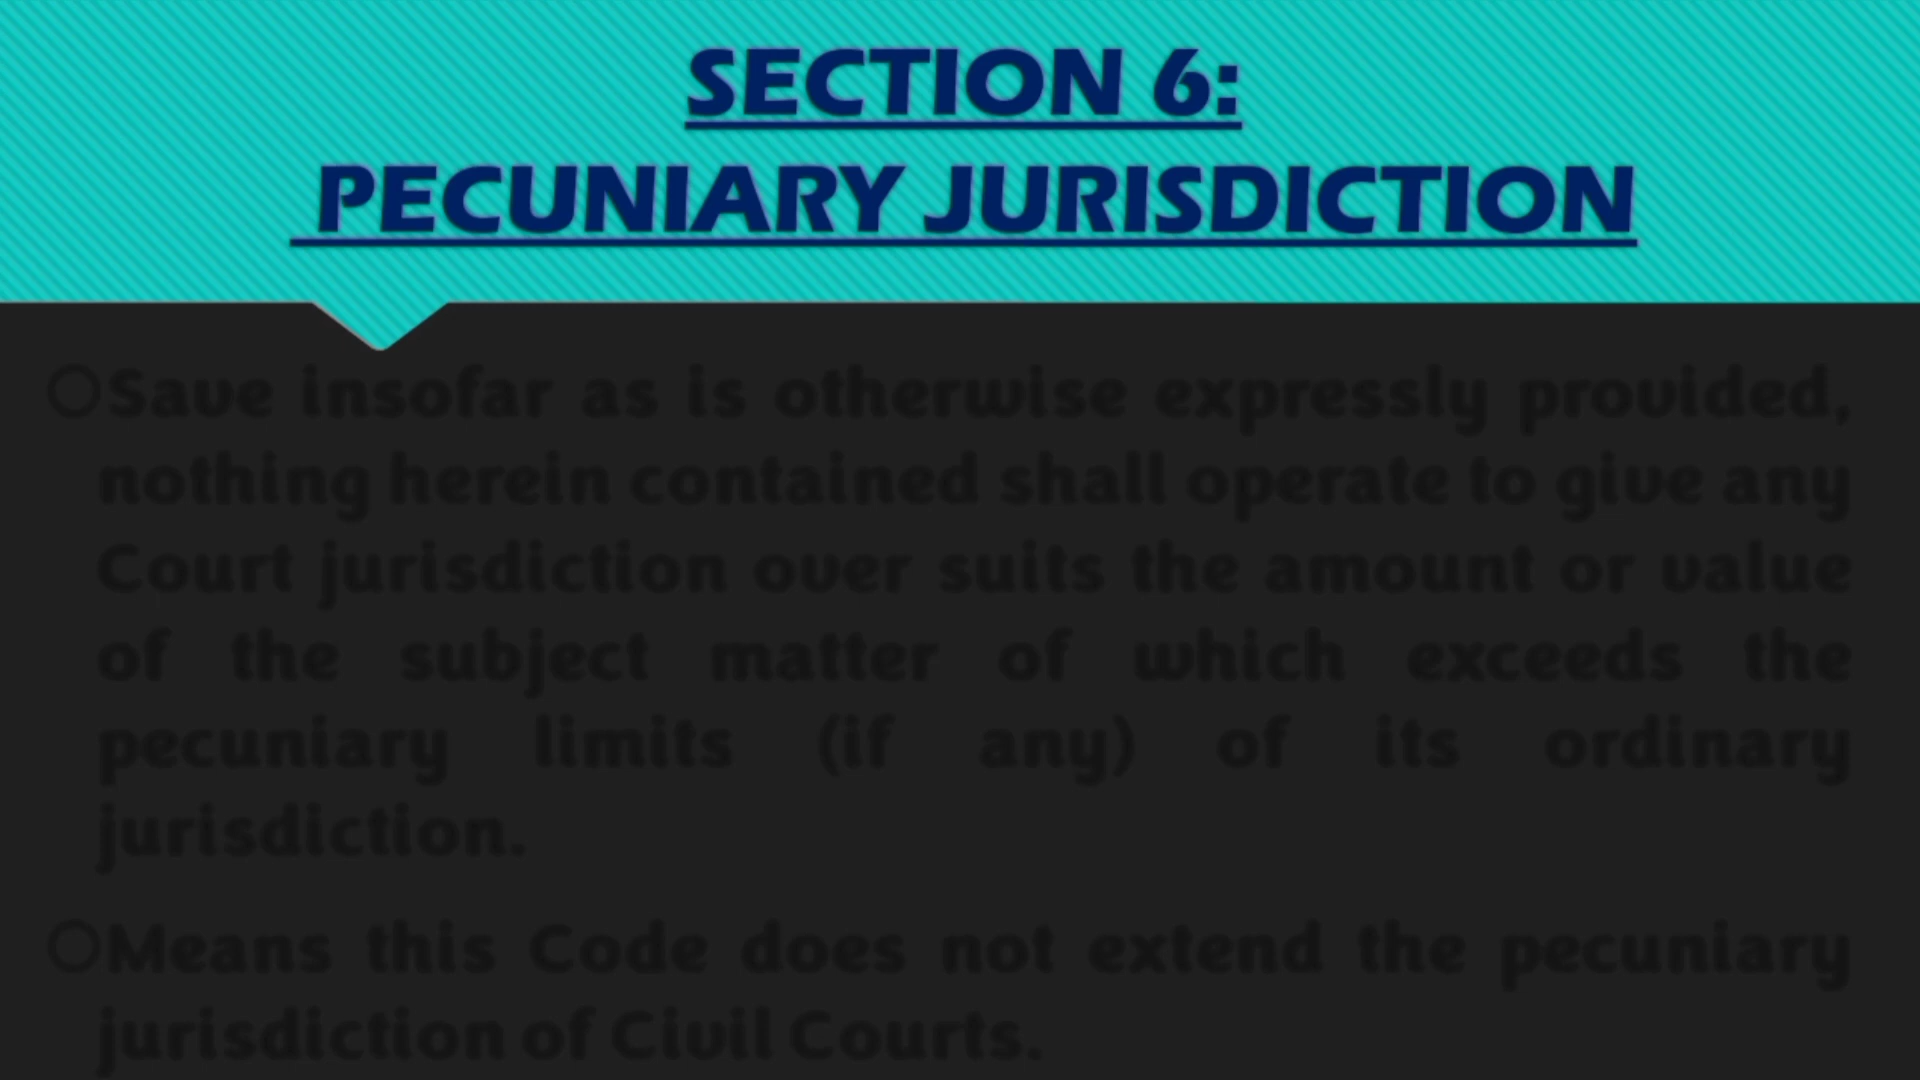 SECTION 6:
PECUNIARY JURISDICTION
Save insofar as is otherwise expressly provided,
nothing herein contained shall operate to give any
Court jurisdiction over suits the amount or value
of the subject matter of which exceeds the
pecuniary limits (if any) of its ordinary
jurisdiction.
Means this Code does not extend the pecuniary
jurisdiction of Civil Courts.